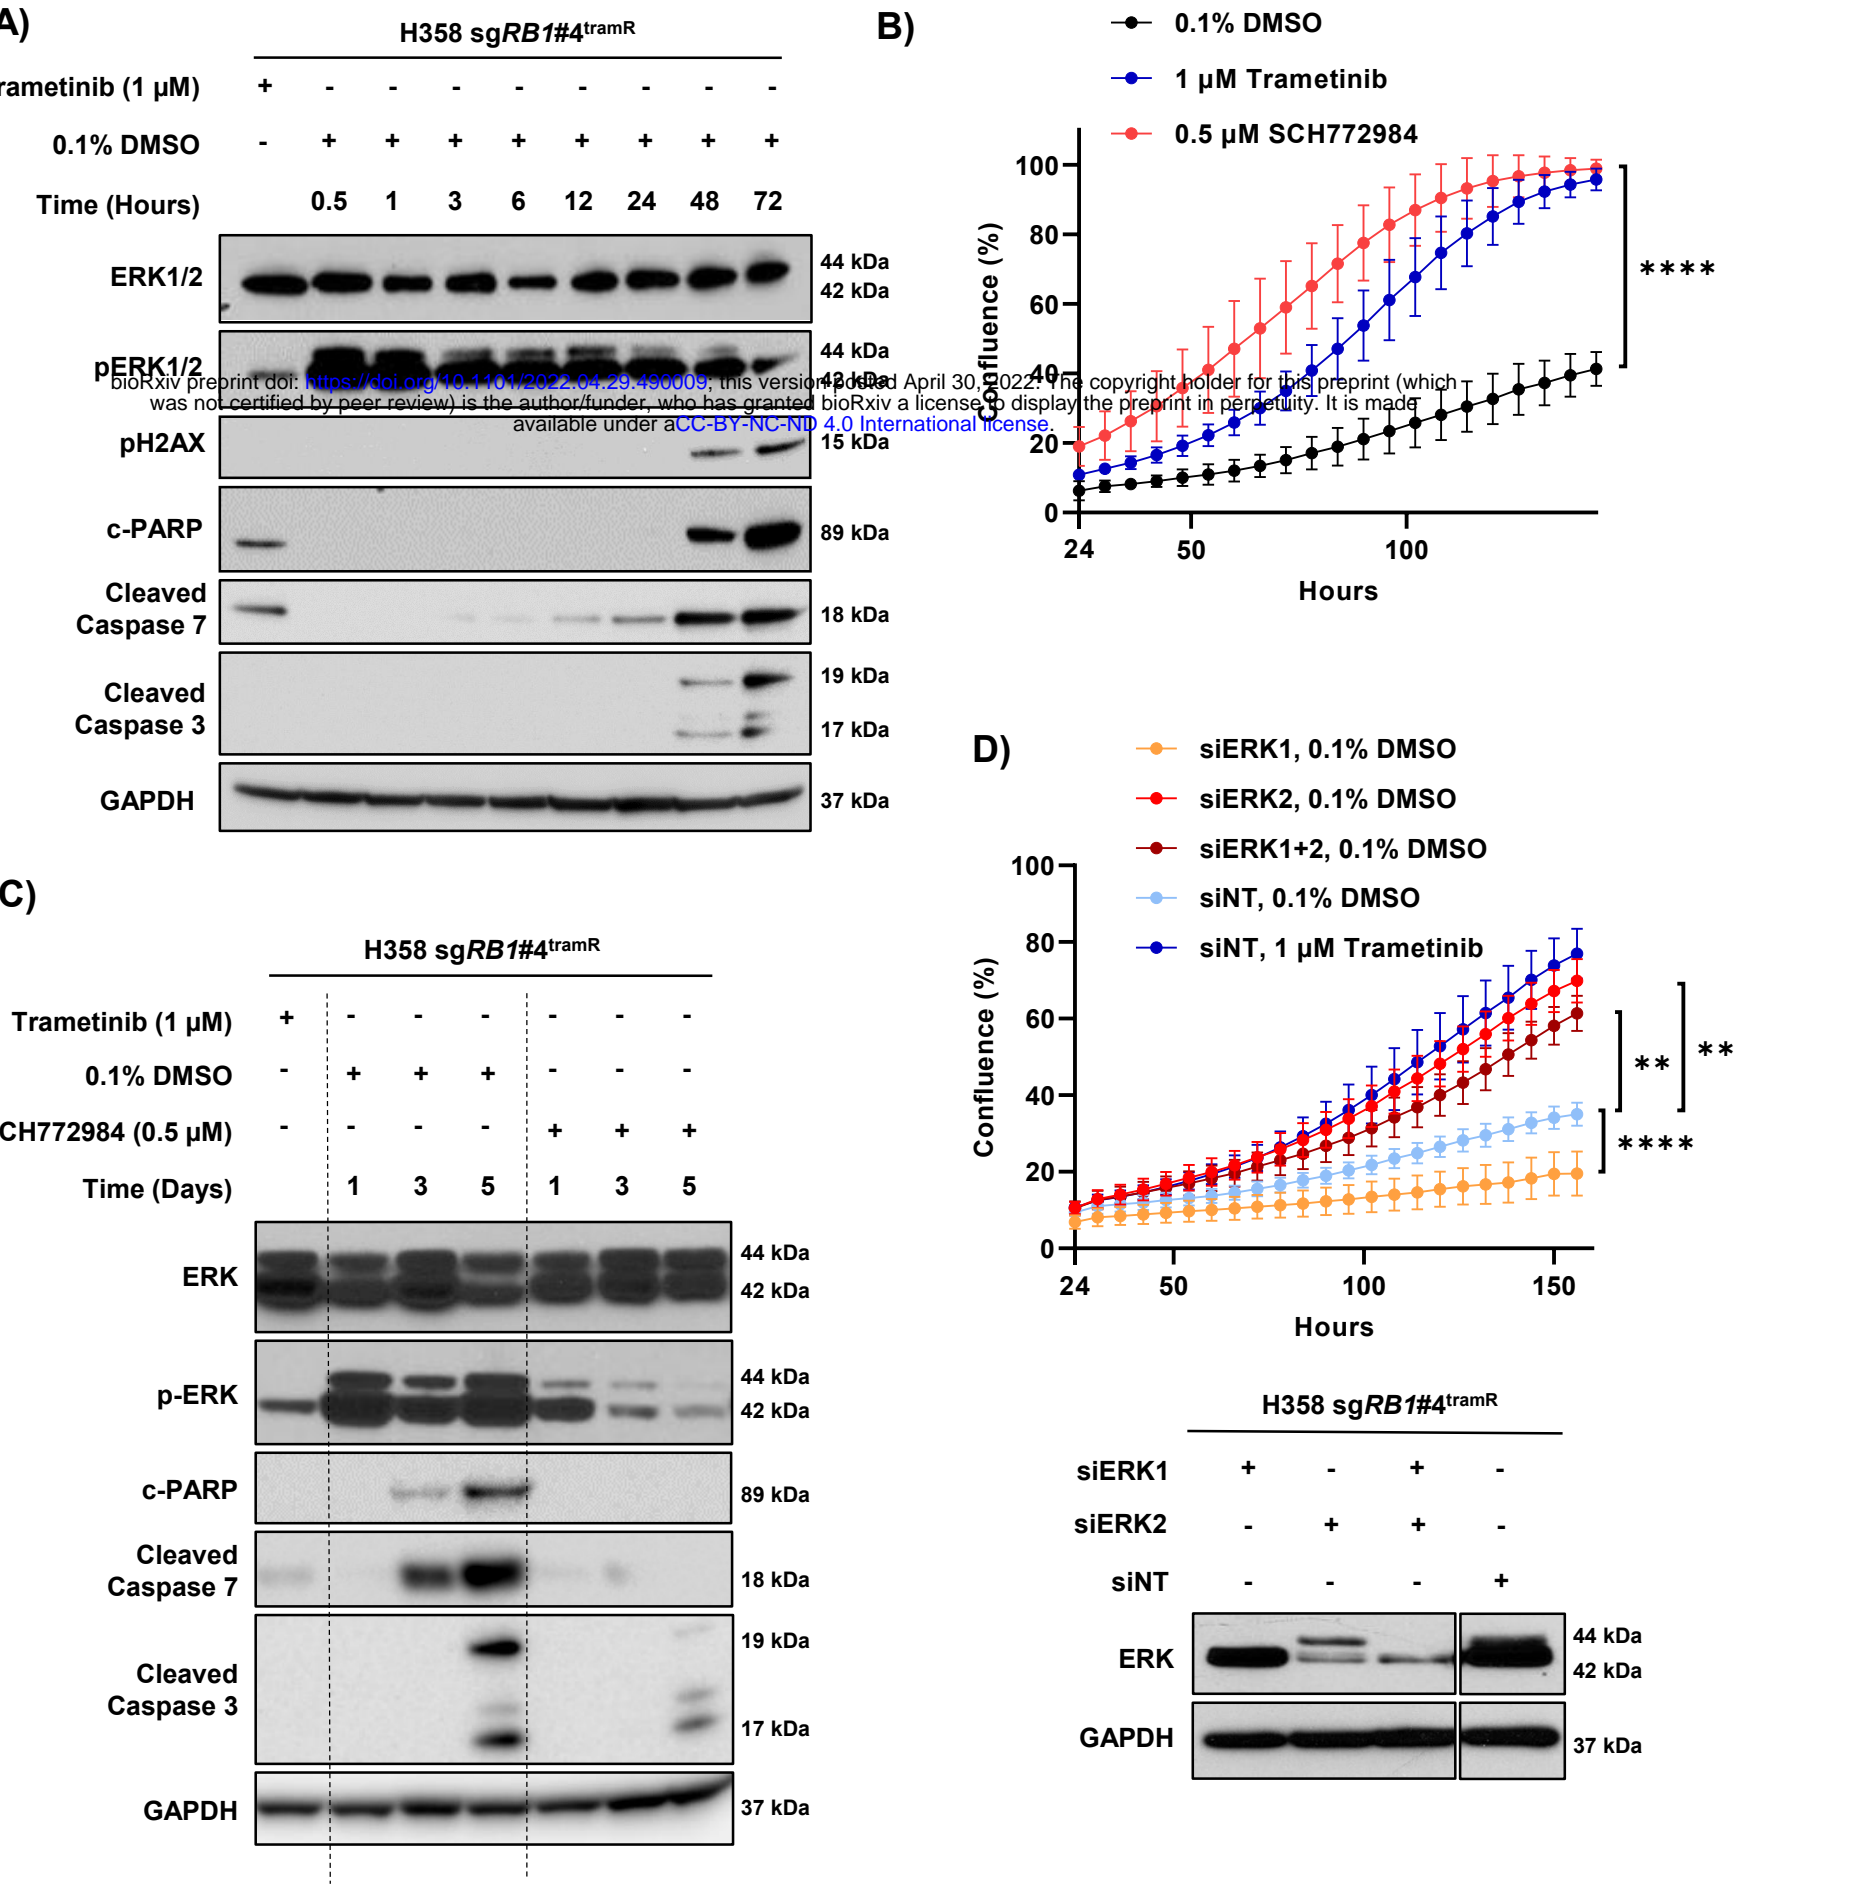 A)
H358 sgRB1#4tramR
rametinib (1 µM) + - - - - - - - -
0.1% DMSO - + + + + + + + +
Time (Hours) 0.5 1 3 6 12 24 48 72
ERK1/2 44 kDa
42 kDa
pERK1/2 44 kDa
42 kDa
bioRxiv preprint doi: https://doi.org/10.1101/2022.04.29.490009; this version posted April 30, 2022. The copyright holder for this preprint (which
was not certified by peer review) is the author/funder, who has granted bioRxiv a license to display the preprint in perpetuity. It is made
available under aCC-BY-NC-ND 4.0 International license.
pH2AX 15 kDa
c-PARP 89 kDa
Cleaved
Caspase 7 18 kDa
Cleaved
Caspase 3
19 kDa
17 kDa
GAPDH 37 kDa
B)
0.1% DMSO
1 µM Trametinib
0.5 µM SCH772984
Confluence (%)
100
80
60
40
20
0
24 50 100
Hours
****
C)
H358 sgRB1#4tramR
Trametinib (1 µM) + - - - - - -
0.1% DMSO - + + + - - -
CH772984 (0.5 µM) - - - - + + +
Time (Days) 1 3 5 1 3 5
ERK 44 kDa
42 kDa
p-ERK 44 kDa
42 kDa
c-PARP 89 kDa
Cleaved
Caspase 7 18 kDa
Cleaved
Caspase 3
19 kDa
17 kDa
GAPDH 37 kDa
D)
siERK1, 0.1% DMSO
siERK2, 0.1% DMSO
siERK1+2, 0.1% DMSO
siNT, 0.1% DMSO
siNT, 1 µM Trametinib
Confluence (%)
100
80
60
40
20
0
24 50 100 150
Hours
**
**
****
H358 sgRB1#4tramR
siERK1 + - + -
siERK2 - + + -
siNT - - - +
ERK 44 kDa
42 kDa
GAPDH 37 kDa